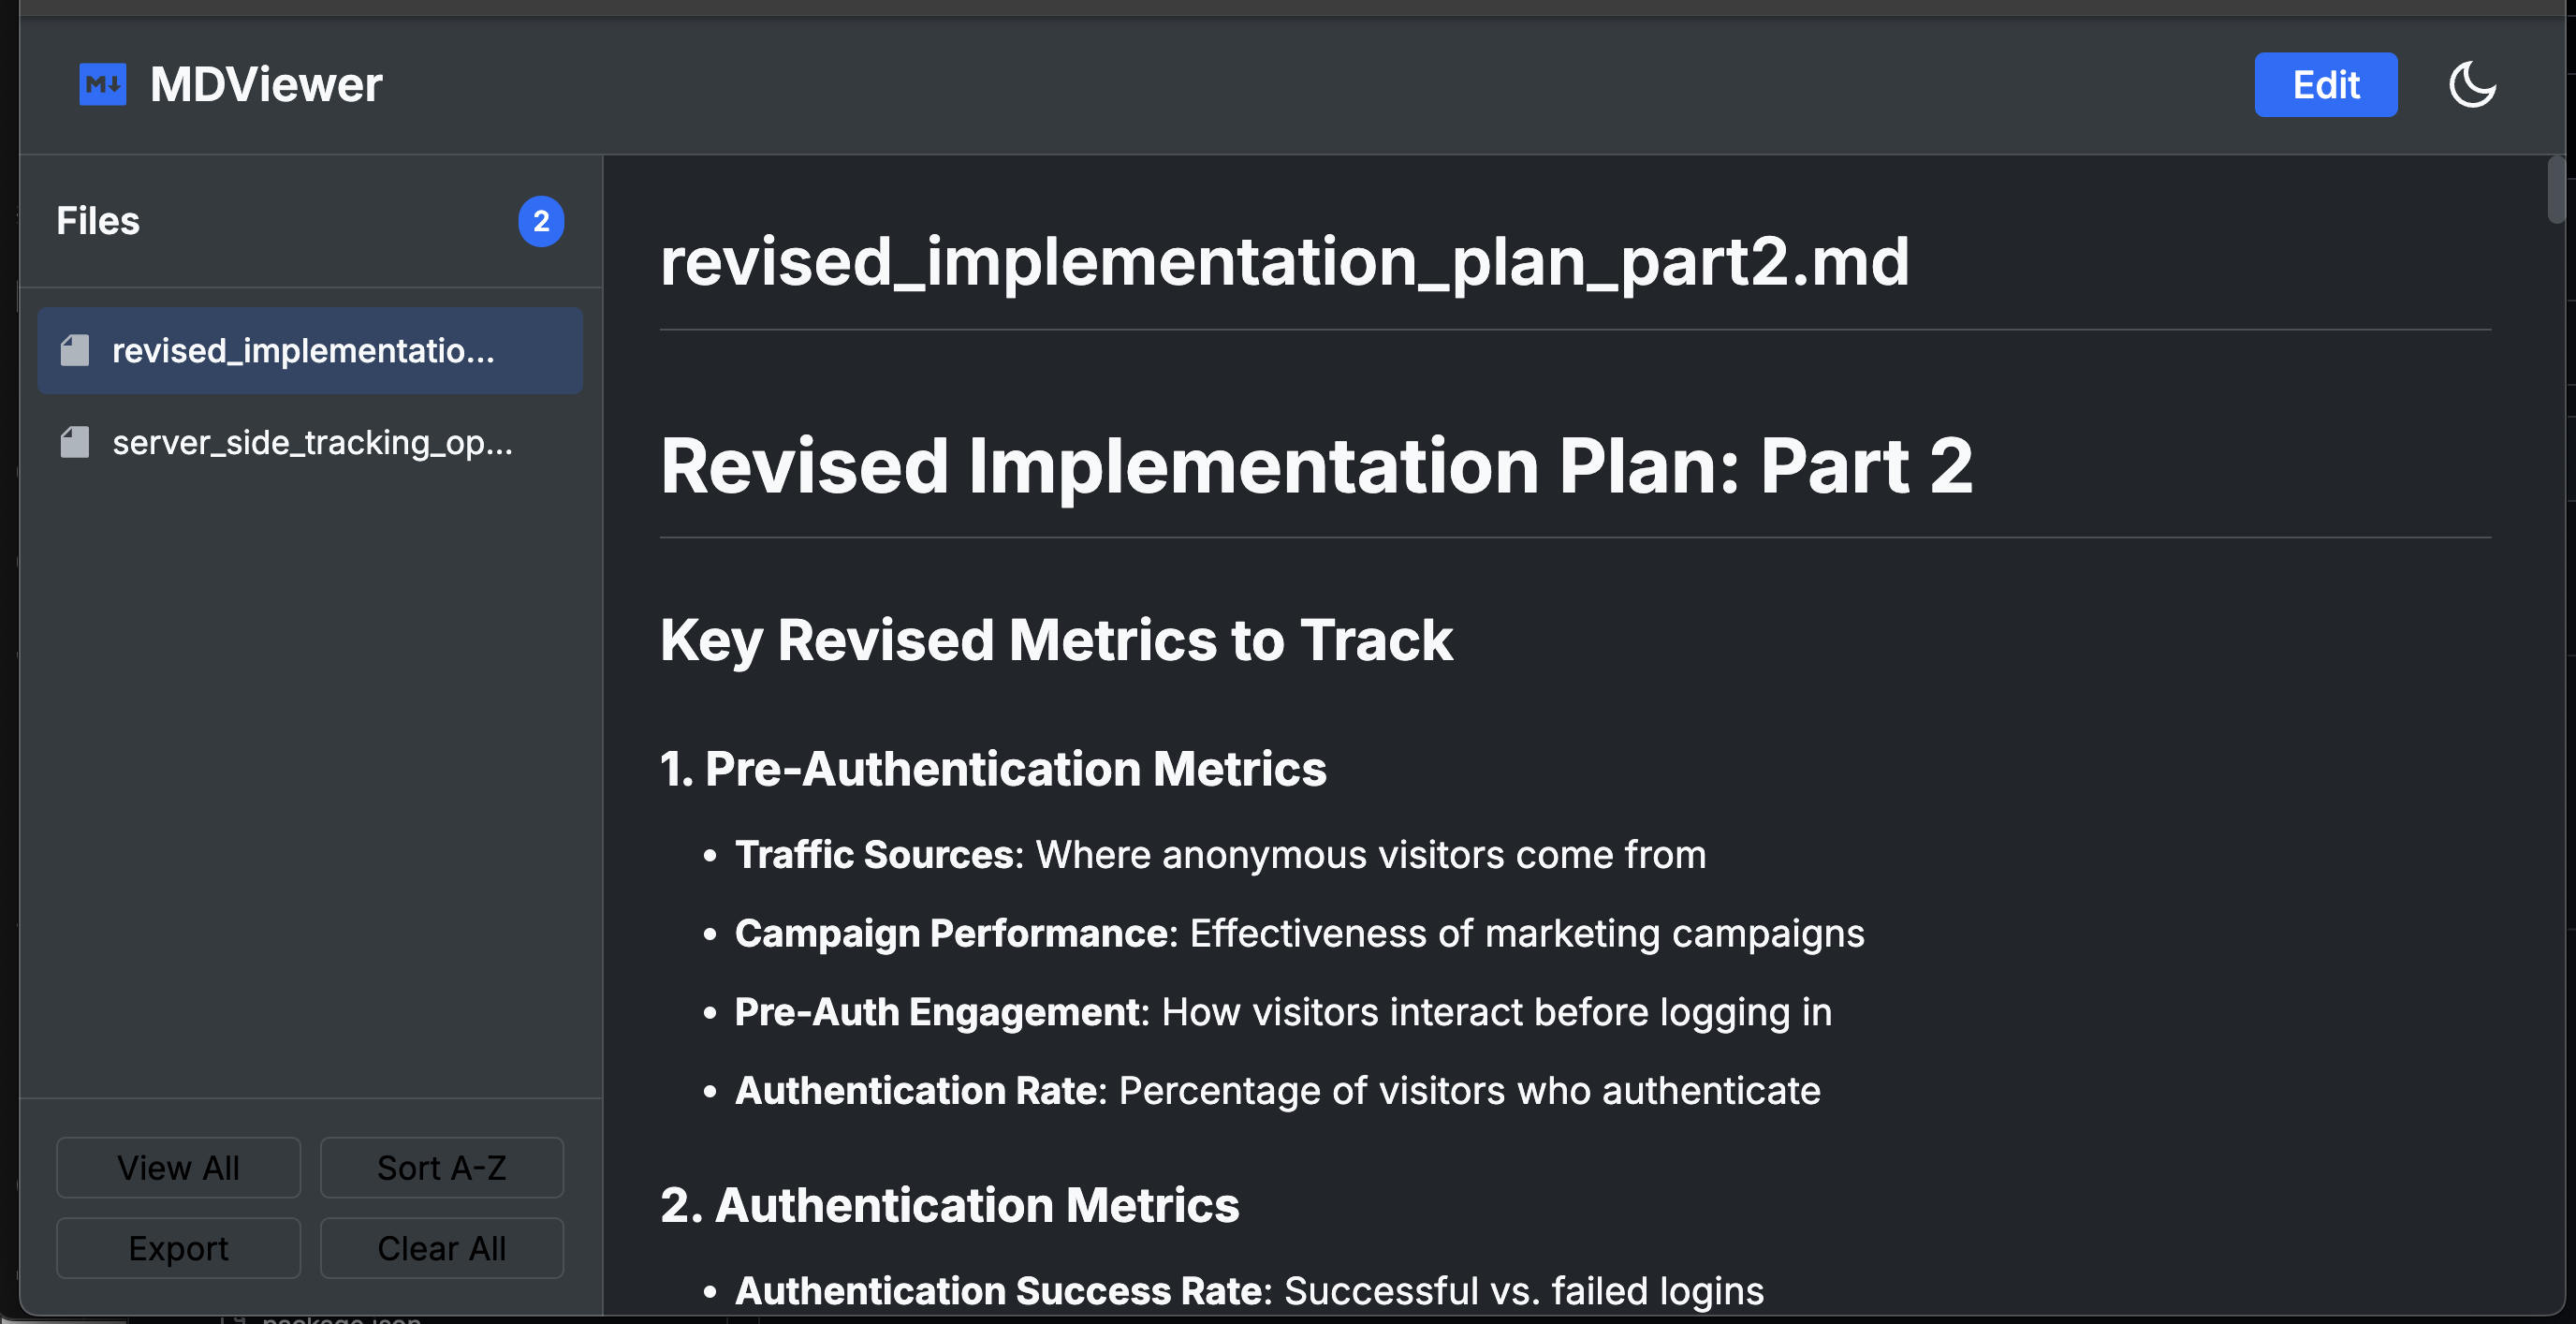 MDViewer
Edit
Files
2
revised_implementatio...
server_side_tracking_op...
View All
Sort A-Z
Export
Clear All
revised_implementation_plan_part2.md
Revised Implementation Plan: Part 2
Key Revised Metrics to Track
1. Pre-Authentication Metrics
• Traffic Sources: Where anonymous visitors come from
• Campaign Performance: Effectiveness of marketing campaigns
• Pre-Auth Engagement: How visitors interact before logging in
• Authentication Rate: Percentage of visitors who authenticate
2. Authentication Metrics
• Authentication Success Rate: Successful vs. failed logins